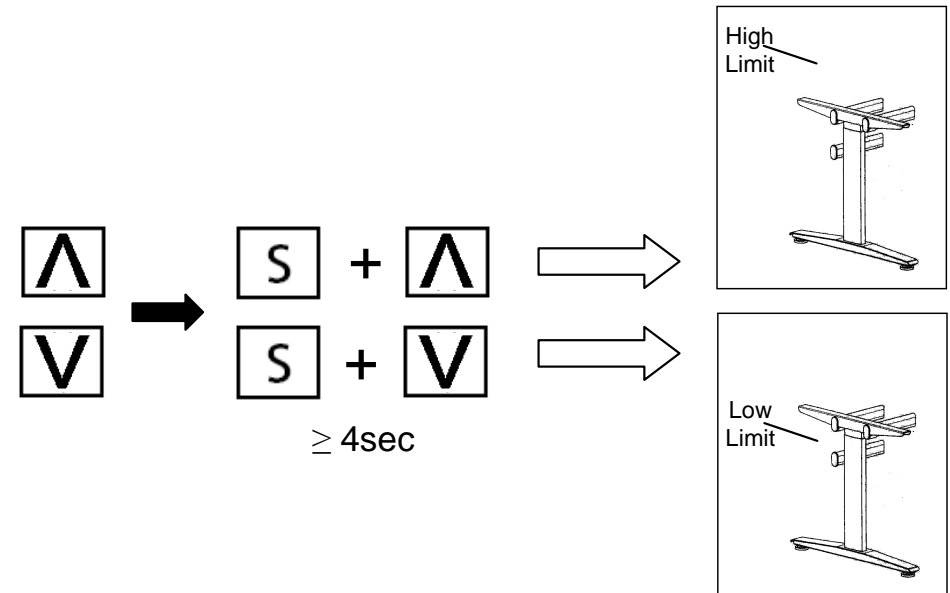 High
Limit
Λ
S + Λ
V
S + V
≥ 4sec
Low
Limit